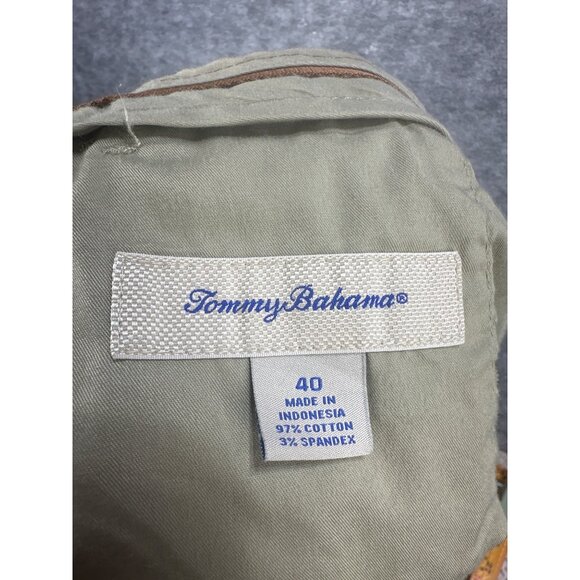 Tommy Bahama®
40
MADE IN
INDONESIA
97% COTTON
3% SPANDEX